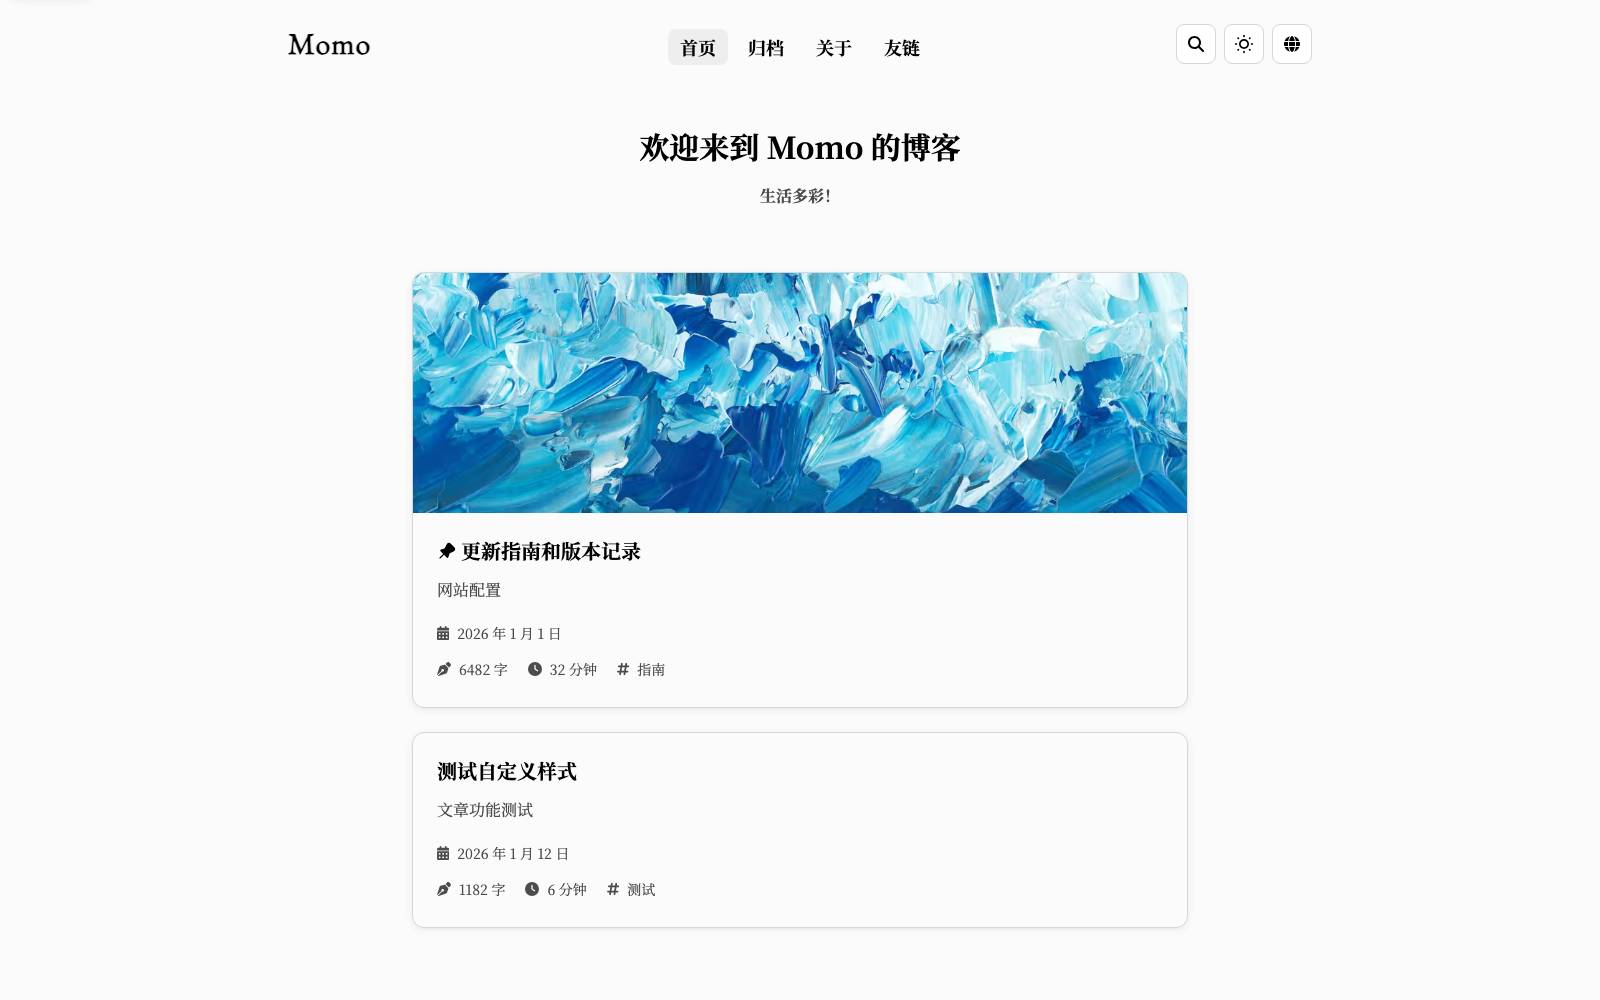 Momo
首页 归档 关于 友链
欢迎来到 Momo 的博客
生活多彩！
更新指南和版本记录
网站配置
2026 年 1 月 1 日
6482 字 32 分钟 # 指南
测试自定义样式
文章功能测试
2026 年 1 月 12 日
1182 字 6 分钟 # 测试